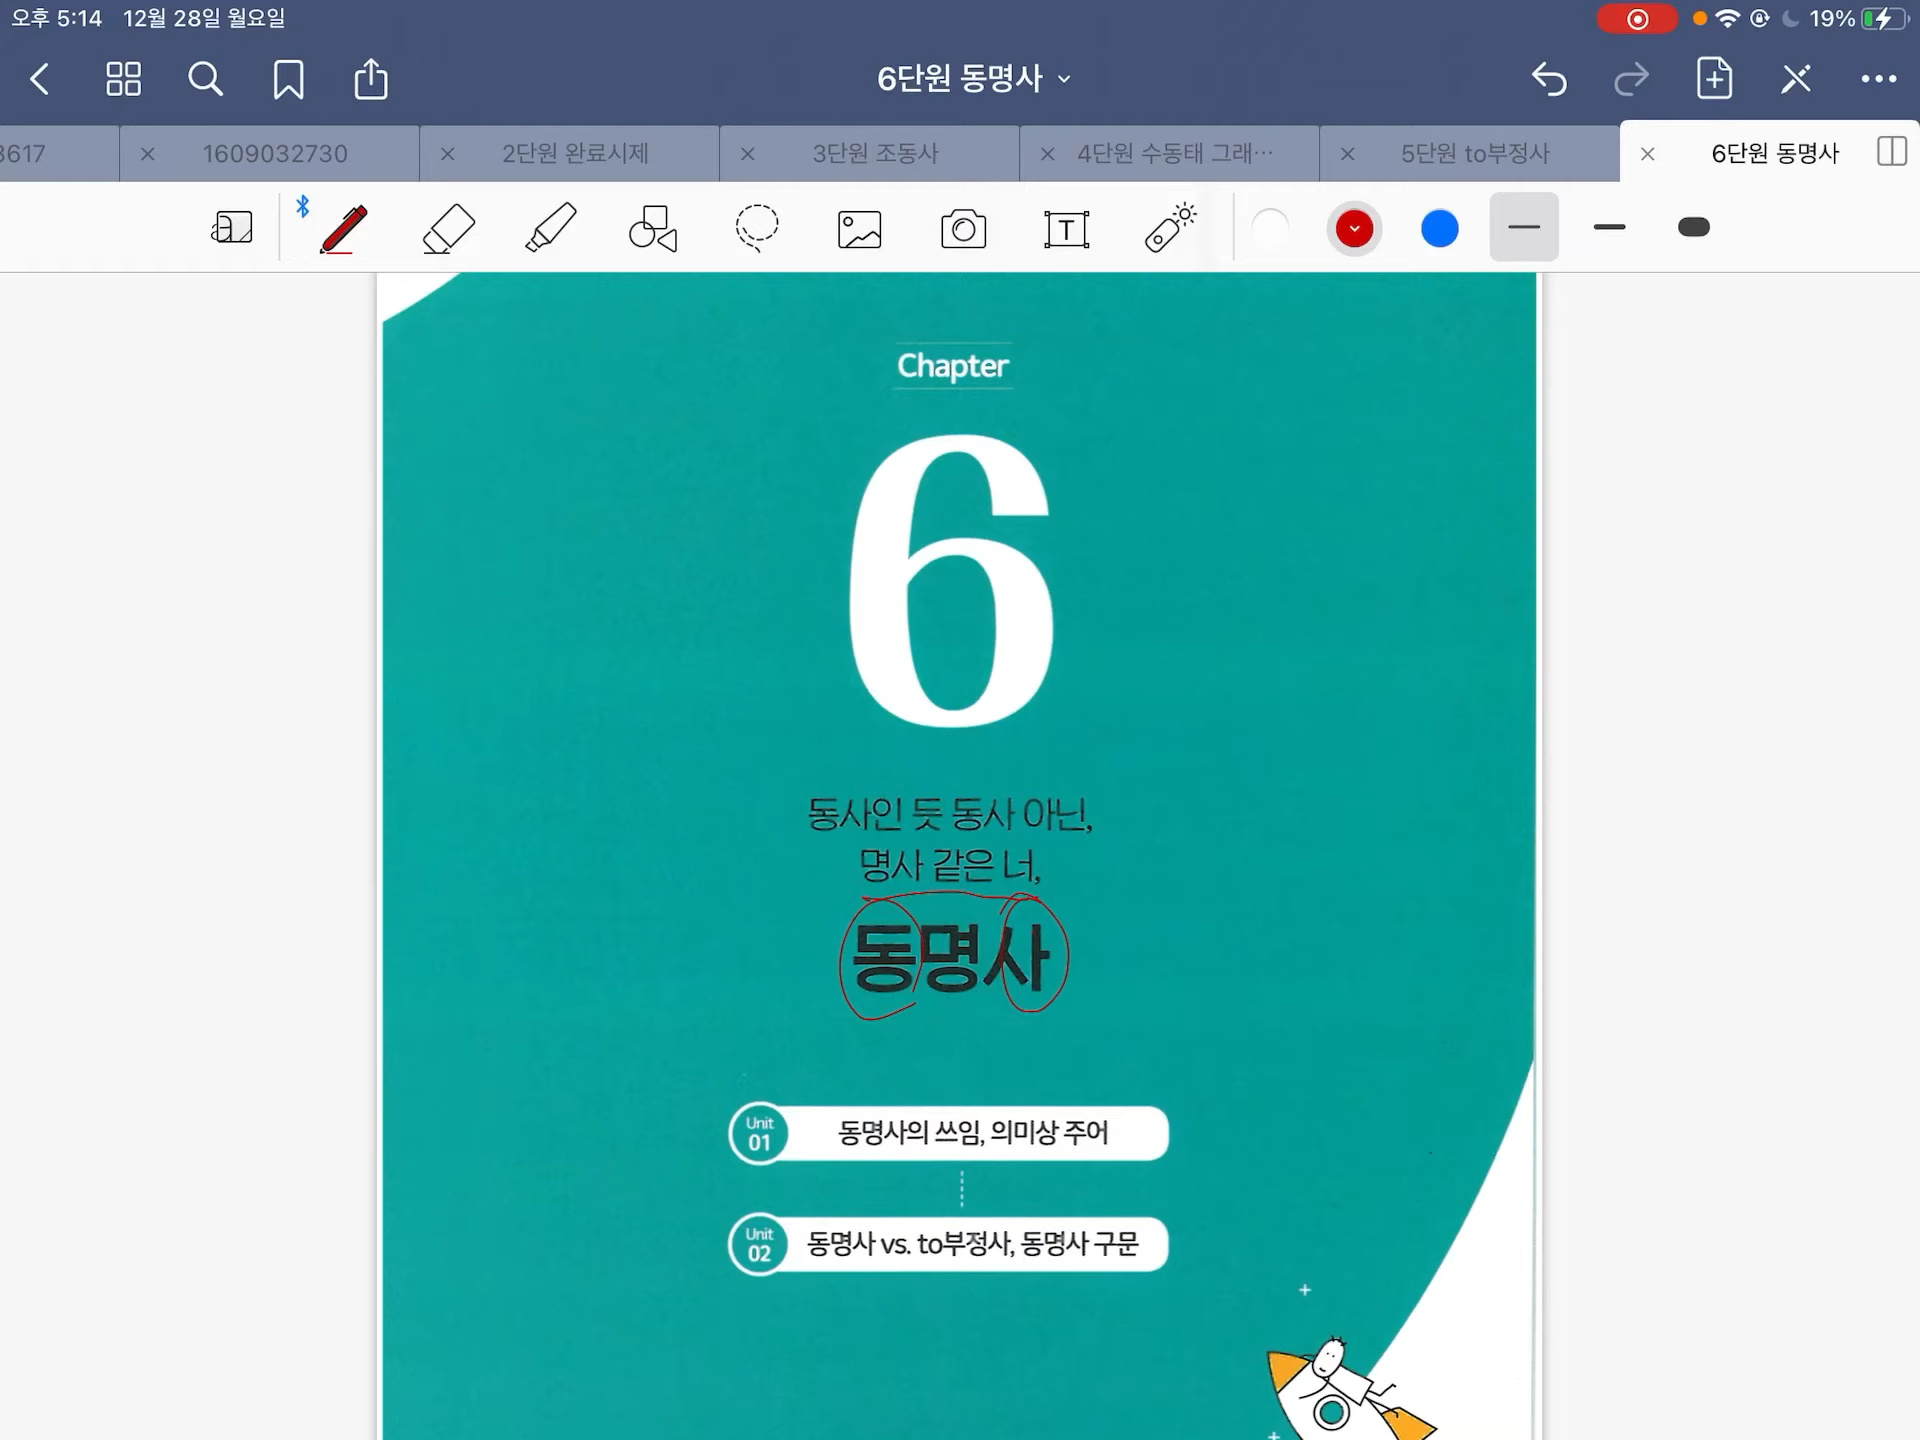 오후 5:14 12월 28일 월요일
19%
6단원 동명사
3617
1609032730
2단원 완료시제
3단원 조동사
4단원 수동태 그래…
5단원 to부정사
6단원 동명사
T
Chapter
6
동사인 듯 동사 아닌,
명사 같은 너,
동명사
Unit 01 동명사의 쓰임, 의미상 주어
Unit 02 동명사 vs. to부정사, 동명사 구문